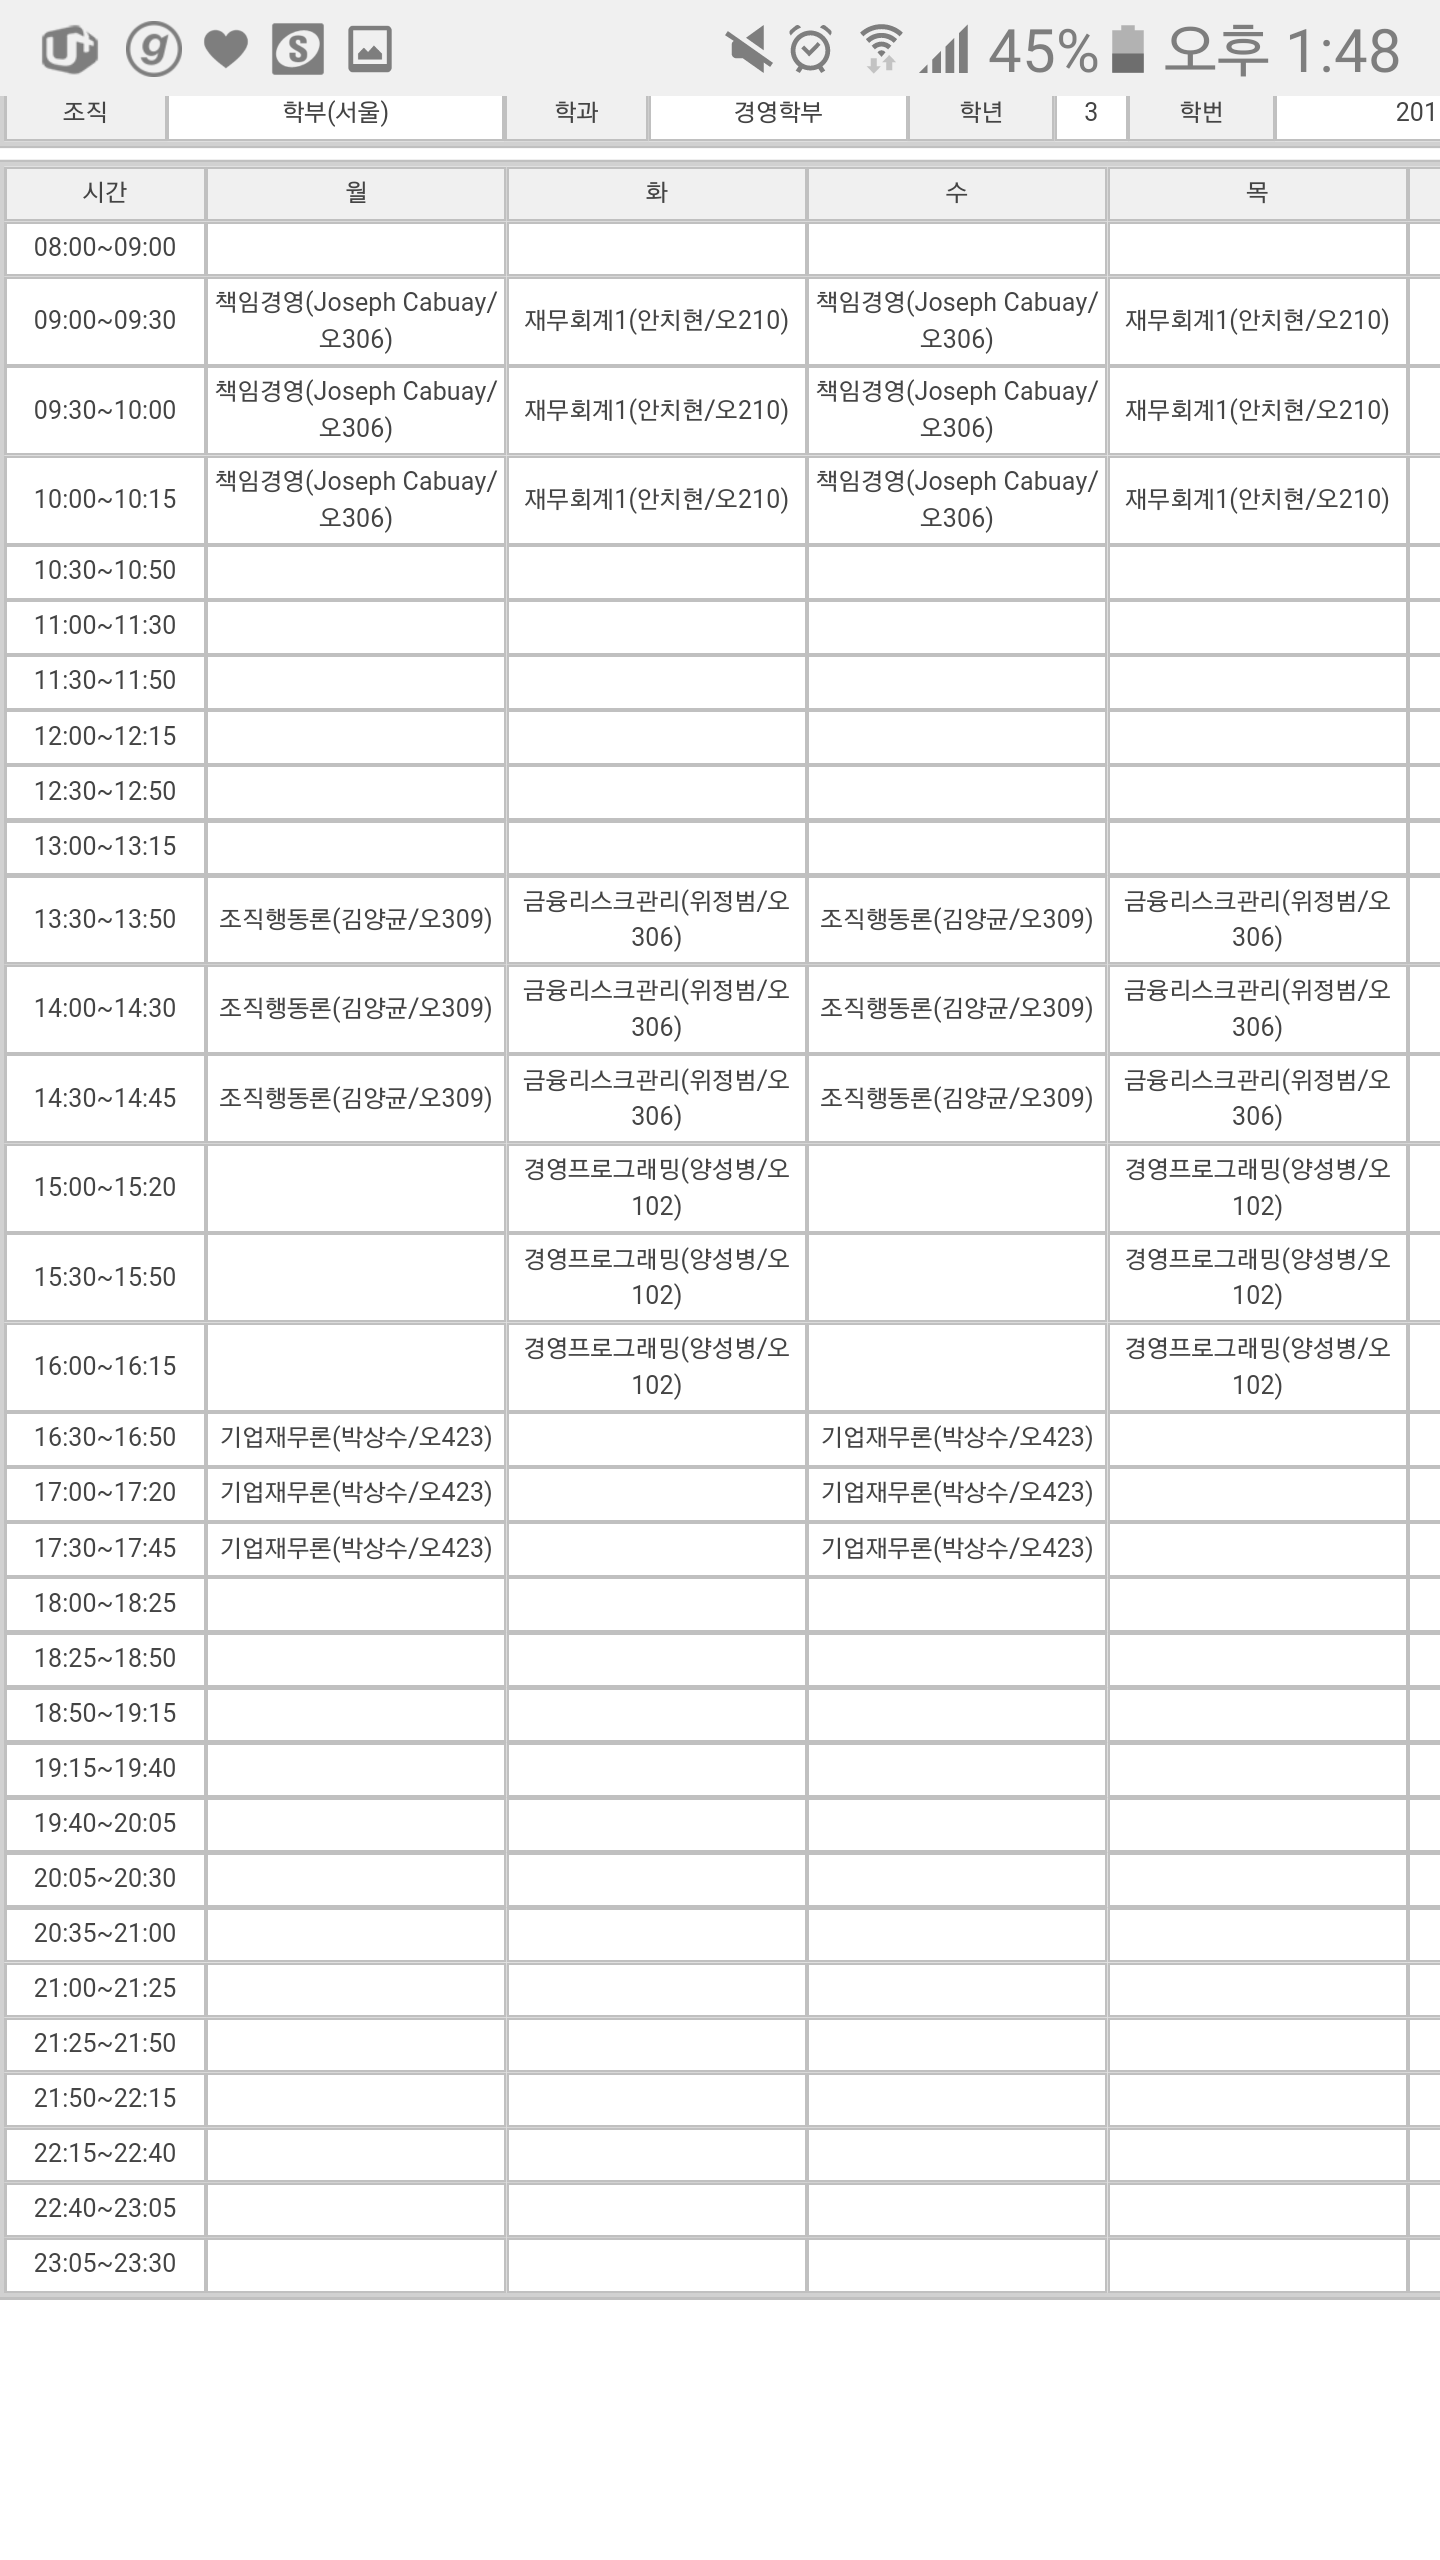 45% 오후 1:48
조직 학부(서울) 학과 경영학부 학년 3 학번 201
시간 월 화 수 목
08:00~09:00
09:00~09:30 책임경영(Joseph Cabuay/오306) 재무회계1(안치현/오210) 책임경영(Joseph Cabuay/오306) 재무회계1(안치현/오210)
09:30~10:00 책임경영(Joseph Cabuay/오306) 재무회계1(안치현/오210) 책임경영(Joseph Cabuay/오306) 재무회계1(안치현/오210)
10:00~10:15 책임경영(Joseph Cabuay/오306) 재무회계1(안치현/오210) 책임경영(Joseph Cabuay/오306) 재무회계1(안치현/오210)
10:30~10:50
11:00~11:30
11:30~11:50
12:00~12:15
12:30~12:50
13:00~13:15
13:30~13:50 조직행동론(김양균/오309) 금융리스크관리(위정범/오306) 조직행동론(김양균/오309) 금융리스크관리(위정범/오306)
14:00~14:30 조직행동론(김양균/오309) 금융리스크관리(위정범/오306) 조직행동론(김양균/오309) 금융리스크관리(위정범/오306)
14:30~14:45 조직행동론(김양균/오309) 금융리스크관리(위정범/오306) 조직행동론(김양균/오309) 금융리스크관리(위정범/오306)
15:00~15:20 경영프로그래밍(양성병/오102) 경영프로그래밍(양성병/오102)
15:30~15:50 경영프로그래밍(양성병/오102) 경영프로그래밍(양성병/오102)
16:00~16:15 경영프로그래밍(양성병/오102) 경영프로그래밍(양성병/오102)
16:30~16:50 기업재무론(박상수/오423) 기업재무론(박상수/오423)
17:00~17:20 기업재무론(박상수/오423) 기업재무론(박상수/오423)
17:30~17:45 기업재무론(박상수/오423) 기업재무론(박상수/오423)
18:00~18:25
18:25~18:50
18:50~19:15
19:15~19:40
19:40~20:05
20:05~20:30
20:35~21:00
21:00~21:25
21:25~21:50
21:50~22:15
22:15~22:40
22:40~23:05
23:05~23:30